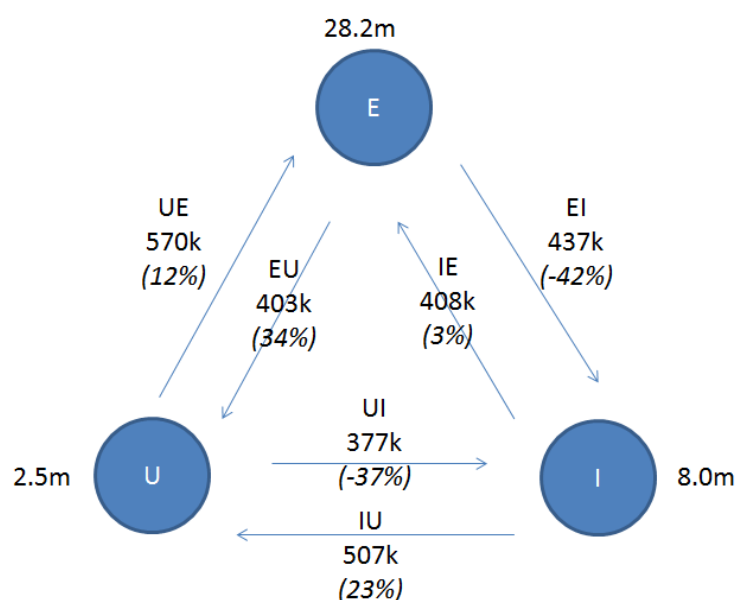 28.2m
E
UE
570k
(12%)
EU
403k
(34%)
IE
408k
(3%)
EI
437k
(-42%)
2.5m
U
UI
377k
(-37%)
IU
507k
(23%)
I
8.0m